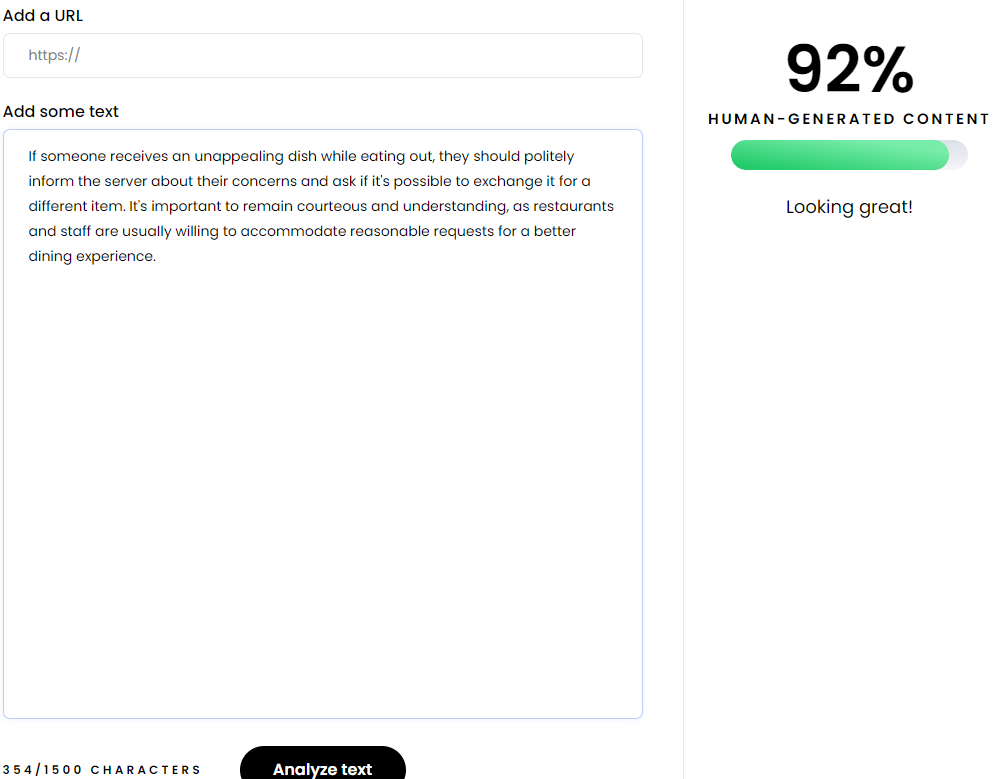 Add a URL
https://
Add some text
If someone receives an unappealing dish while eating out, they should politely
inform the server about their concerns and ask if it's possible to exchange it for a
different item. It's important to remain courteous and understanding, as restaurants
and staff are usually willing to accommodate reasonable requests for a better
dining experience.
354/1500 CHARACTERS
Analyze text
92%
HUMAN-GENERATED CONTENT
Looking great!